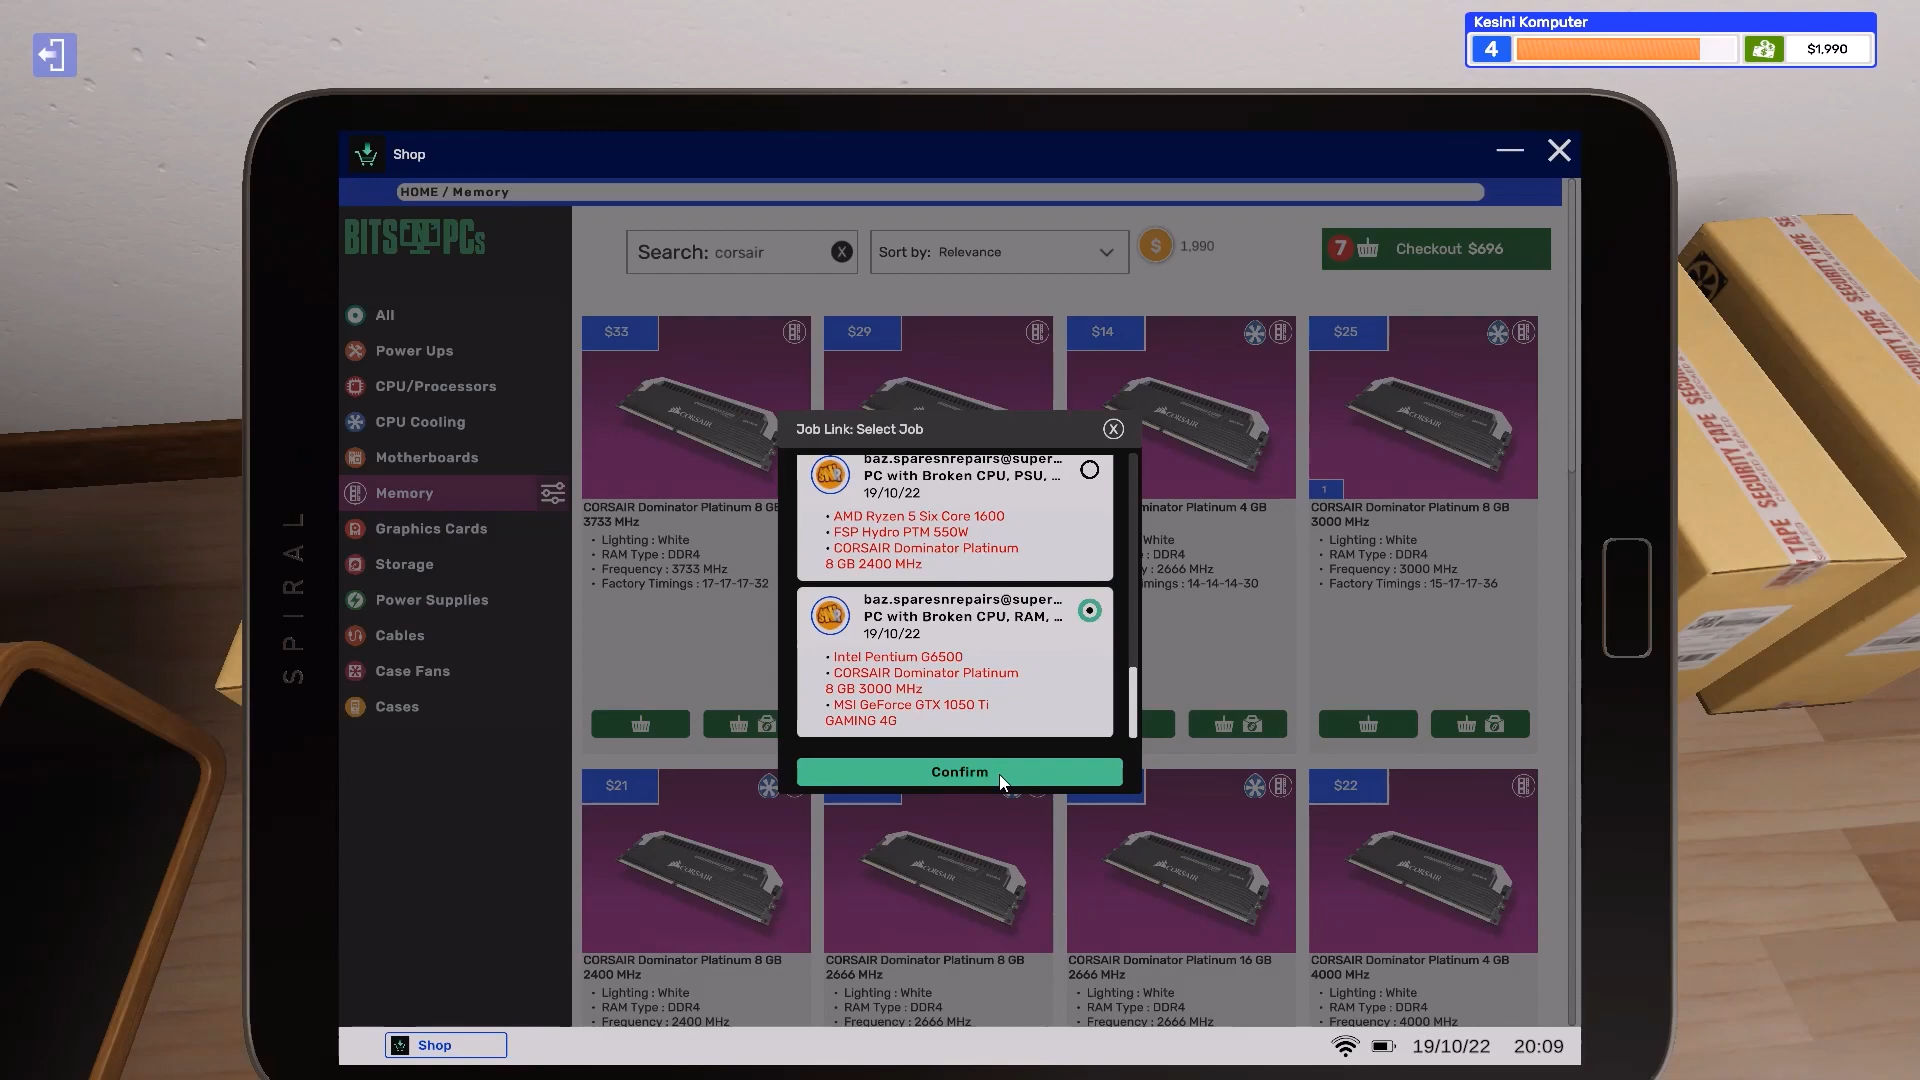 Kesini Komputer
4
$1,990
Shop
HOME / Memory
BITS N PCs
Search: corsair X
Sort by: Relevance
$ 1,990
7 Checkout $696
All
Power Ups
CPU/Processors
CPU Cooling
Motherboards
Memory
Graphics Cards
Storage
Power Supplies
Cables
Case Fans
Cases
SPIRAL
$33
$29
$14
$25
CORSAIR
CORSAIR
CORSAIR
1
CORSAIR Dominator Platinum 8 GB
3733 MHz
• Lighting : White
• RAM Type : DDR4
• Frequency : 3733 MHz
• Factory Timings : 17-17-17-32
Platinum 4 GB
White
: DDR4
: 2666 MHz
: 14-14-14-30
CORSAIR Dominator Platinum 8 GB
3000 MHz
• Lighting : White
• RAM Type : DDR4
• Frequency : 3000 MHz
• Factory Timings : 15-17-17-36
Job Link: Select Job X
baz.sparesnrepairs@super...
PC with Broken CPU, PSU, ...
19/10/22
• AMD Ryzen 5 Six Core 1600
• FSP Hydro PTM 550W
• CORSAIR Dominator Platinum
8 GB 2400 MHz
baz.sparesnrepairs@super...
PC with Broken CPU, RAM, ...
19/10/22
• Intel Pentium G6500
• CORSAIR Dominator Platinum
8 GB 3000 MHz
• MSI GeForce GTX 1050 Ti
GAMING 4G
Confirm
$21
$22
CORSAIR
CORSAIR
CORSAIR
CORSAIR
CORSAIR Dominator Platinum 8 GB
2400 MHz
• Lighting : White
• RAM Type : DDR4
• Frequency : 2400 MHz
CORSAIR Dominator Platinum 8 GB
2666 MHz
• Lighting : White
• RAM Type : DDR4
• Frequency : 2666 MHz
CORSAIR Dominator Platinum 16 GB
2666 MHz
• Lighting : White
• RAM Type : DDR4
• Frequency : 2666 MHz
CORSAIR Dominator Platinum 4 GB
4000 MHz
• Lighting : White
• RAM Type : DDR4
• Frequency : 4000 MHz
Shop
19/10/22 20:09
SECURITY TAPE
SECURITY TAPE